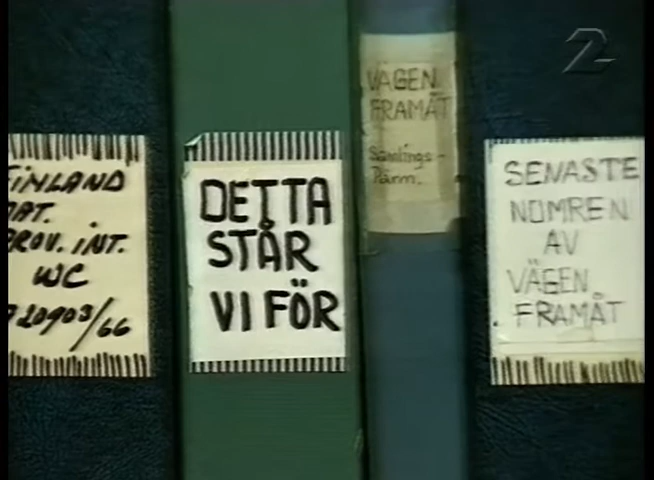 2
FINLAND
MAT.
PROV. INT.
WC
20903/66
DETTA
STÅR
VI FÖR
VÄGEN
FRAMÅT
Samlings-
Pärm.
SENASTE
NOMREN
AV
VÄGEN
FRAMÅT